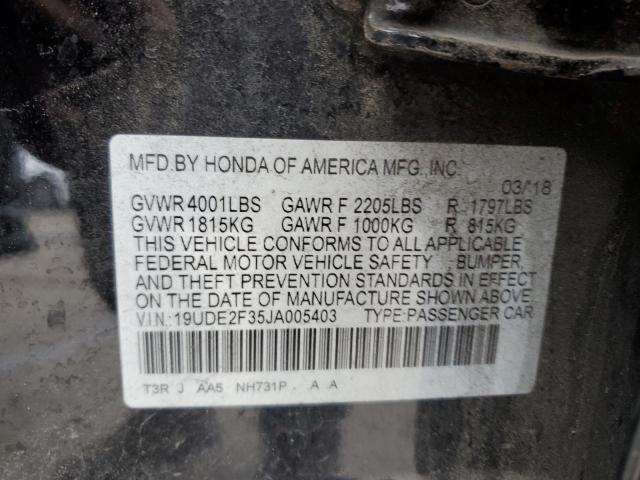 MFD.BY HONDA OF AMERICA MFG.,INC.
03/18
GVWR 4001LBS GAWR F 2205LBS R 1797LBS
GVWR 1815KG GAWR F 1000KG R 815KG
THIS VEHICLE CONFORMS TO ALL APPLICABLE
FEDERAL MOTOR VEHICLE SAFETY , BUMPER,
AND THEFT PREVENTION STANDARDS IN EFFECT
ON THE DATE OF MANUFACTURE SHOWN ABOVE.
V.I.N.: 19UDE2F35JA005403 TYPE:PASSENGER CAR
T3R J AA5 NH731P . A A